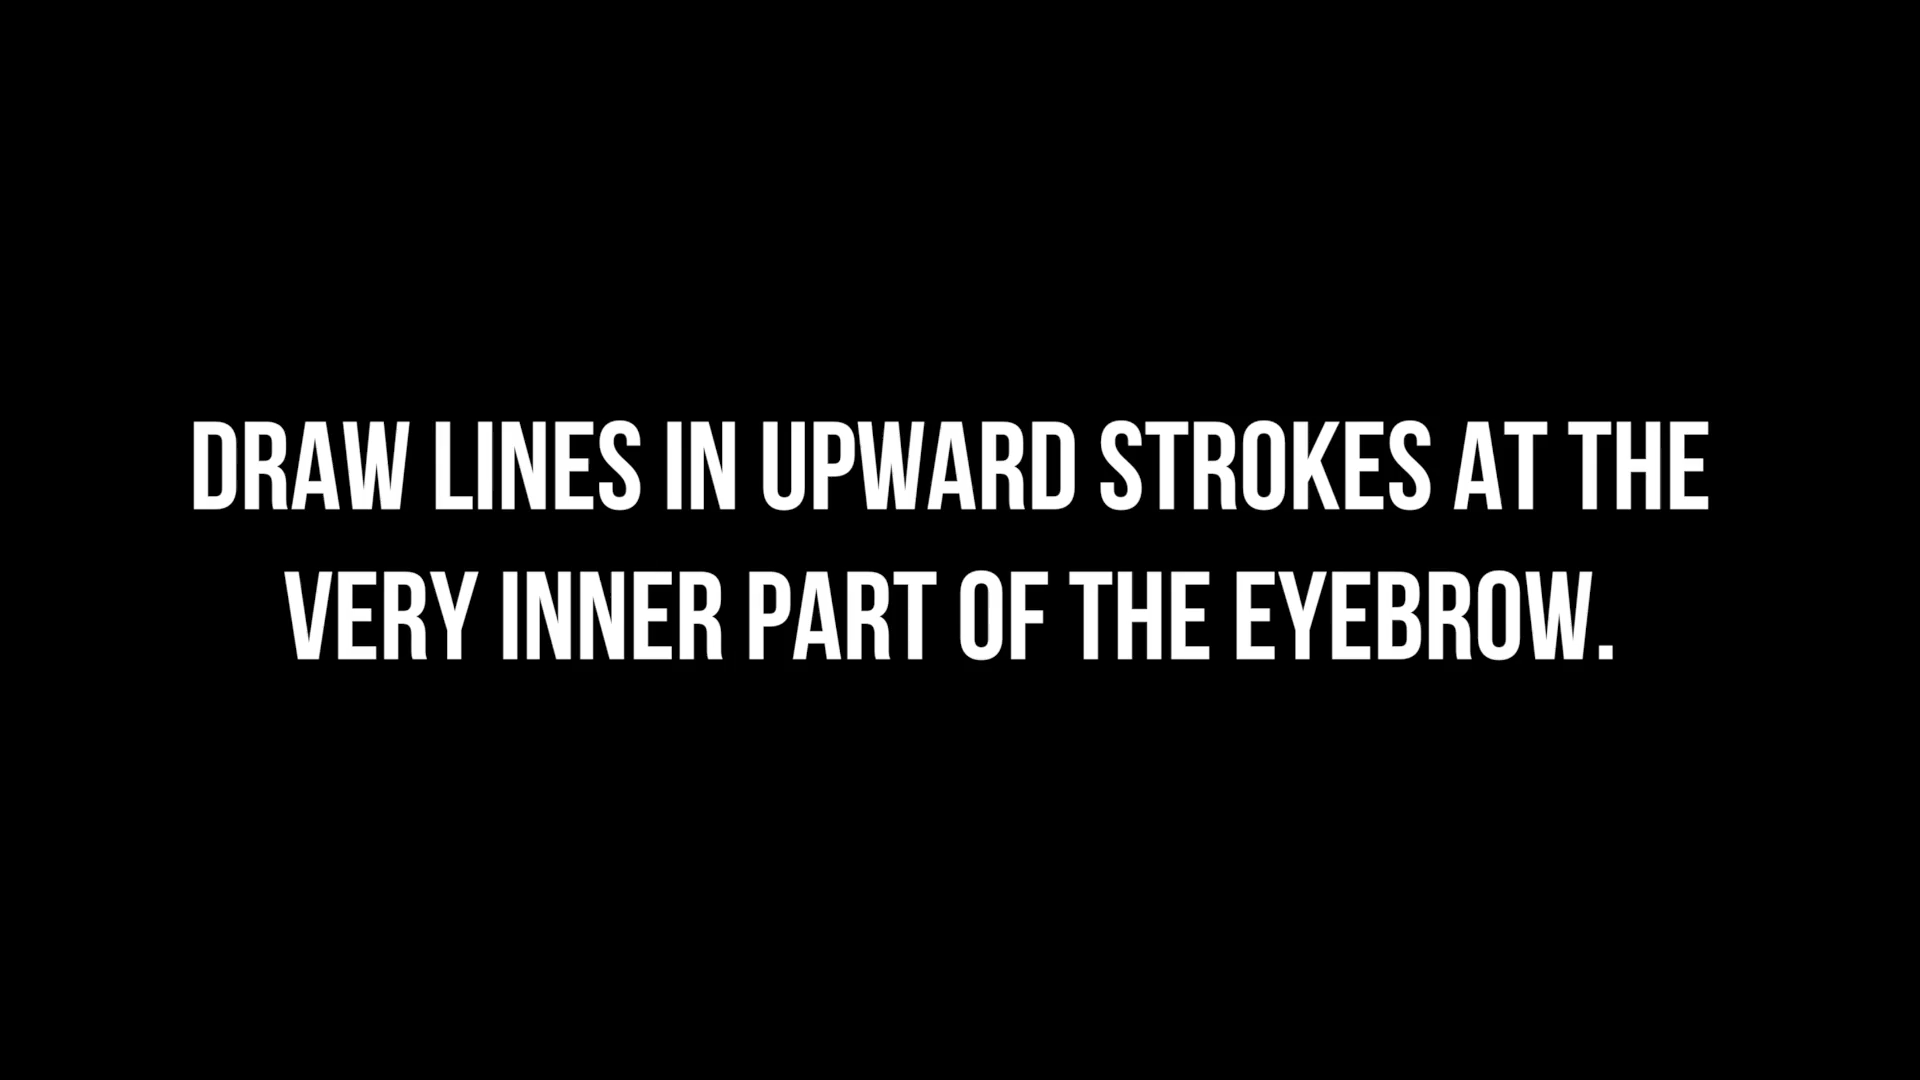 DRAW LINES IN UPWARD STROKES AT THE
VERY INNER PART OF THE EYEBROW.